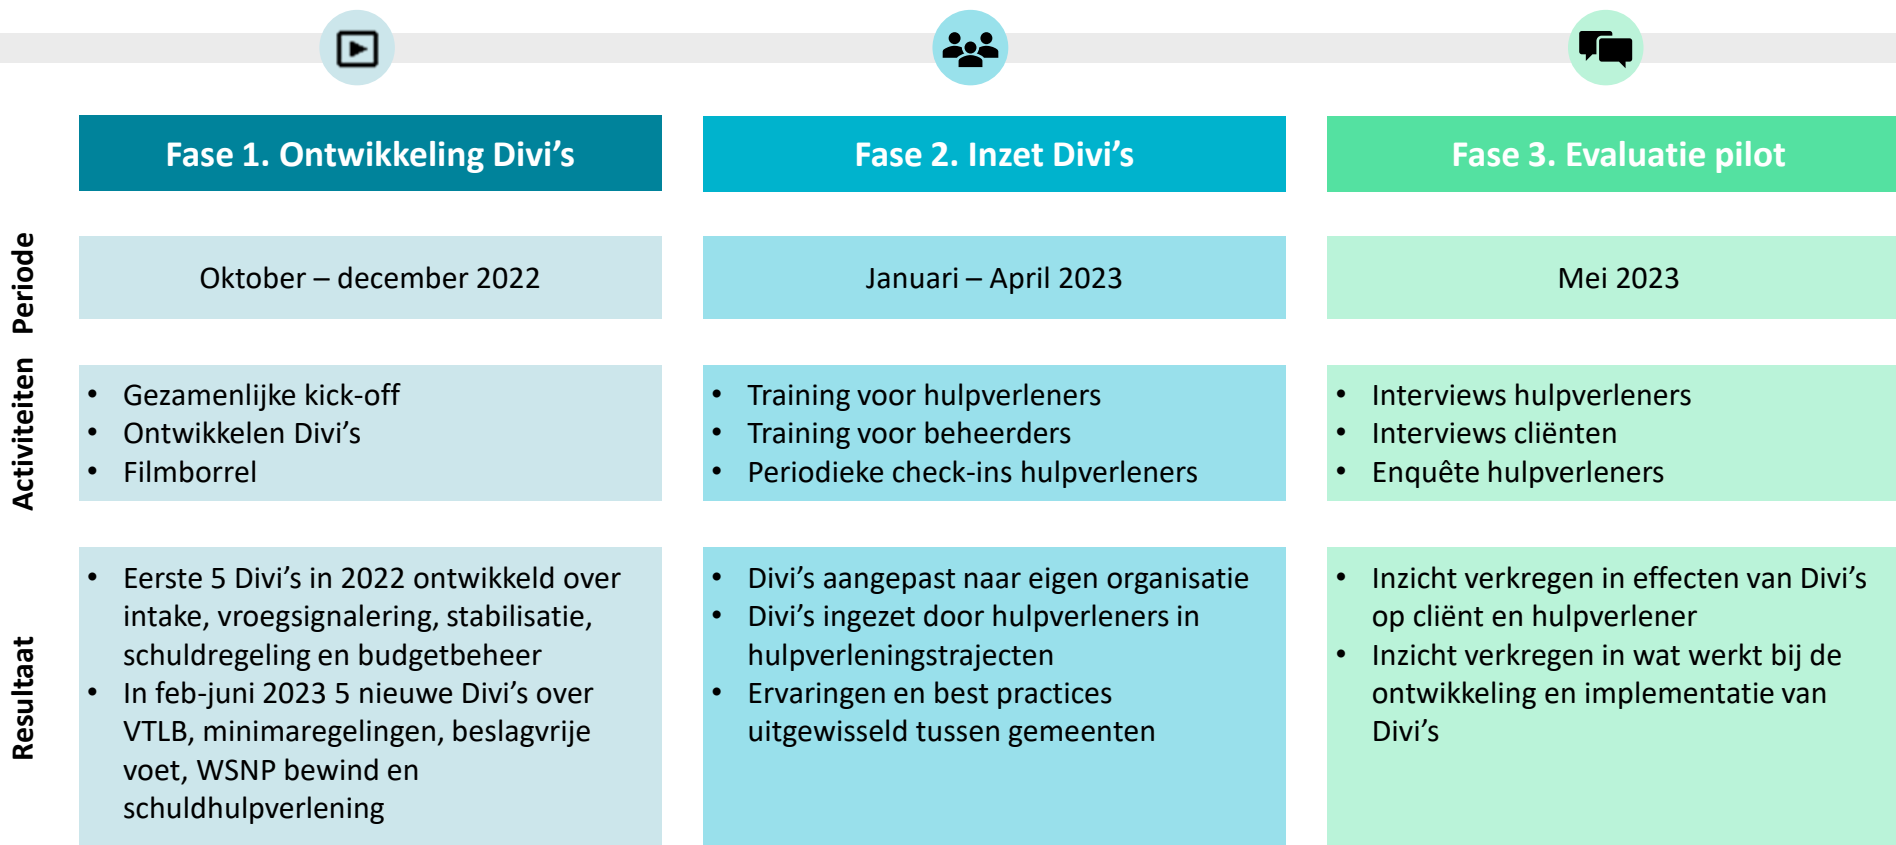 Fase 1. Ontwikkeling Divi’s
Fase 2. Inzet Divi’s
Fase 3. Evaluatie pilot
Periode
Oktober – december 2022
Januari – April 2023
Mei 2023
Activiteiten
• Gezamenlijke kick-off
• Ontwikkelen Divi’s
• Filmborrel
• Training voor hulpverleners
• Training voor beheerders
• Periodieke check-ins hulpverleners
• Interviews hulpverleners
• Interviews cliënten
• Enquête hulpverleners
Resultaat
• Eerste 5 Divi’s in 2022 ontwikkeld over
intake, vroegsignalering, stabilisatie,
schuldregeling en budgetbeheer
• In feb-juni 2023 5 nieuwe Divi’s over
VTLB, minimaregelingen, beslagvrije
voet, WSNP bewind en
schuldhulpverlening
• Divi’s aangepast naar eigen organisatie
• Divi’s ingezet door hulpverleners in
hulpverleningstrajecten
• Ervaringen en best practices
uitgewisseld tussen gemeenten
• Inzicht verkregen in effecten van Divi’s
op cliënt en hulpverlener
• Inzicht verkregen in wat werkt bij de
ontwikkeling en implementatie van
Divi’s